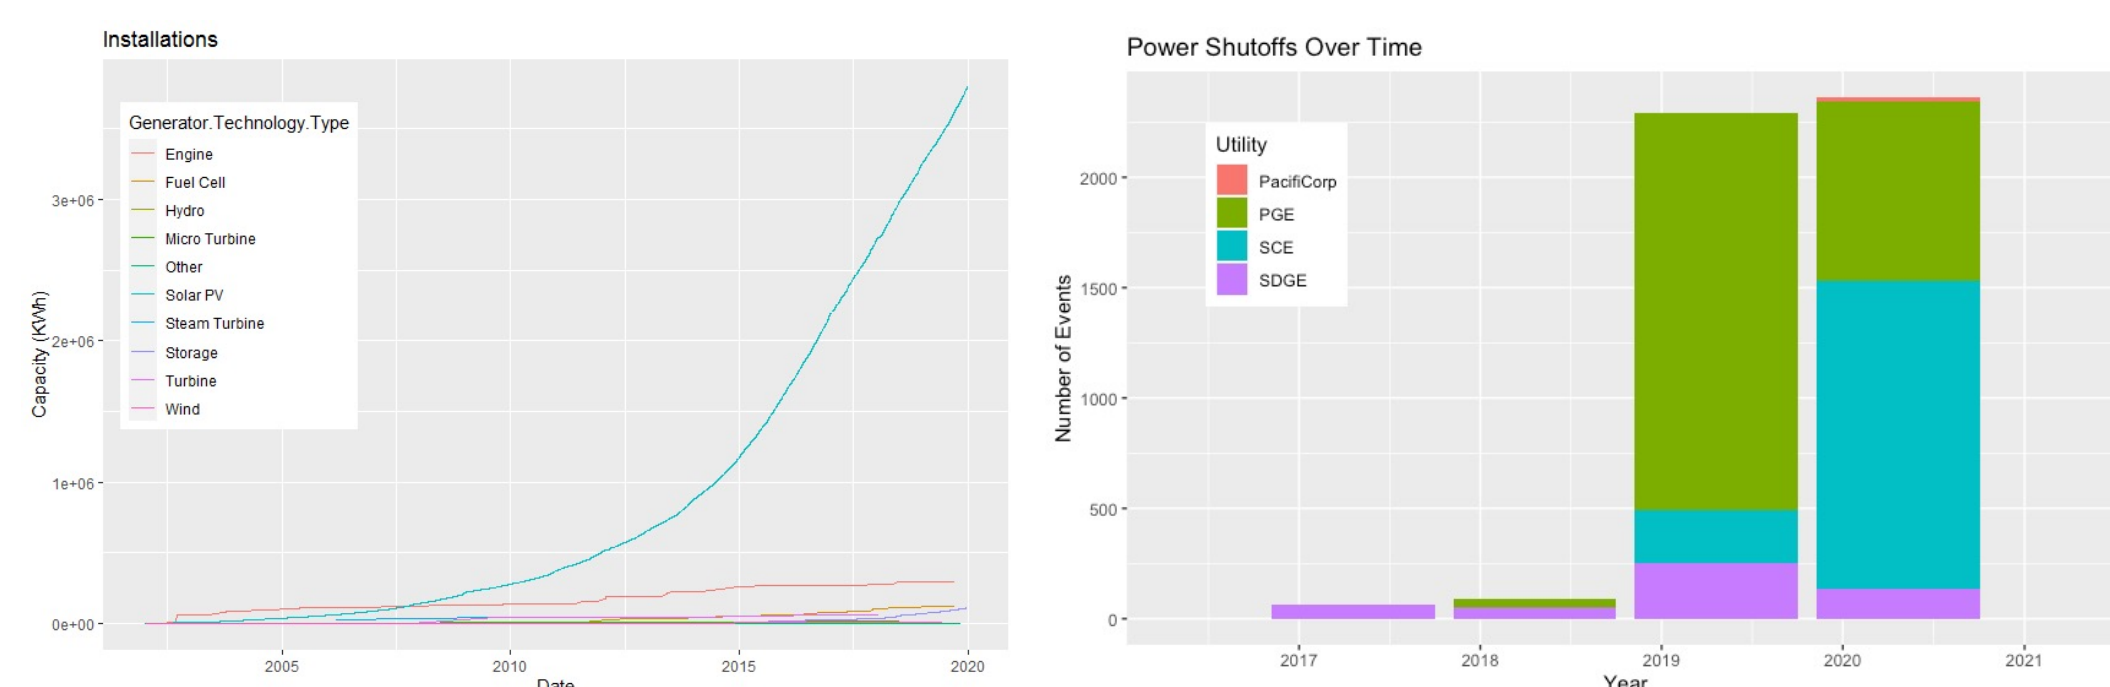 Installations
Generator.Technology.Type
Engine
Fuel Cell
Hydro
Micro Turbine
Other
Solar PV
Steam Turbine
Storage
Turbine
Wind
Capacity (KWh)
3e+06
2e+06
1e+06
0e+00
2005 2010 2015 2020
Date
Power Shutoffs Over Time
Utility
PacifiCorp
PGE
SCE
SDGE
Number of Events
2000
1500
1000
500
0
2017 2018 2019 2020 2021
Year